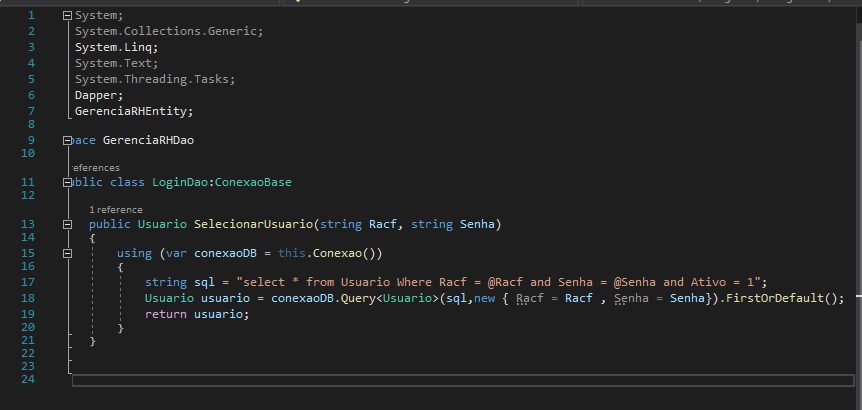 1 System;
2 System.Collections.Generic;
3 System.Linq;
4 System.Text;
5 System.Threading.Tasks;
6 Dapper;
7 GerenciaRHEntity;
8
9 pace GerenciaRHDao
10
eferences
11 ublic class LoginDao:ConexaoBase
12
1 reference
13 public Usuario SelecionarUsuario(string Racf, string Senha)
14 {
15 using (var conexaoDB = this.Conexao())
16 {
17 string sql = "select * from Usuario Where Racf = @Racf and Senha = @Senha and Ativo = 1";
18 Usuario usuario = conexaoDB.Query<Usuario>(sql,new { Racf = Racf , Senha = Senha}).FirstOrDefault();
19 return usuario;
20 }
21 }
22
23
24